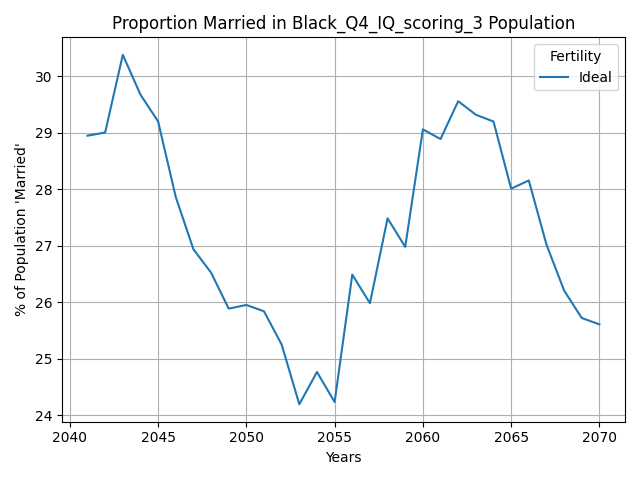 Proportion Married in Black_Q4_IQ_scoring_3 Population
Fertility
Ideal
% of Population 'Married'
30
29
28
27
26
25
24
2040
2045
2050
2055
2060
2065
2070
Years